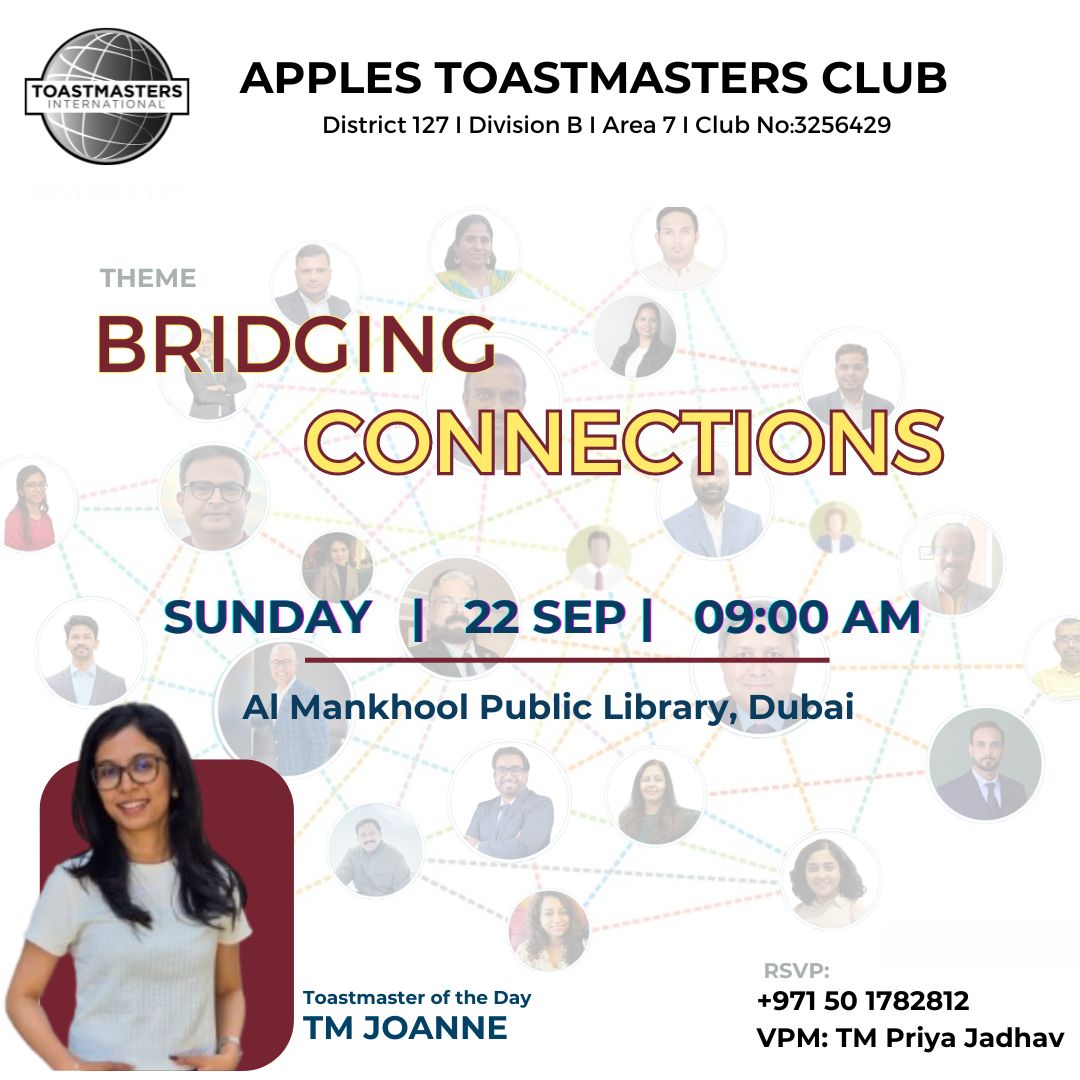 TOASTMASTERS
INTERNATIONAL
APPLES TOASTMASTERS CLUB
District 127 I Division B I Area 7 I Club No:3256429
DISTRICT 127
THEME
BRIDGING
CONNECTIONS
SUNDAY | 22 SEP | 09:00 AM
Al Mankhool Public Library, Dubai
Toastmaster of the Day
TM JOANNE
RSVP:
+971 50 1782812
VPM: TM Priya Jadhav